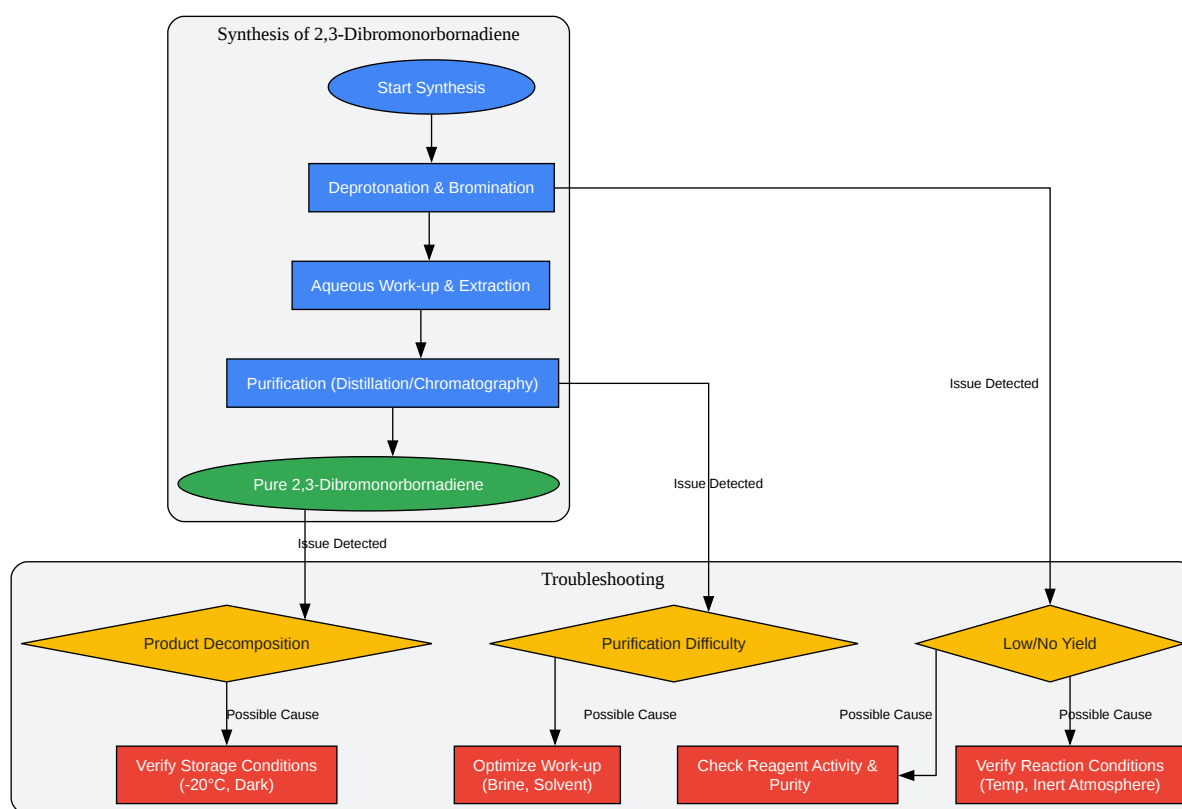 Synthesis of 2,3-Dibromonorbornadiene
Start Synthesis
Deprotonation & Bromination
Aqueous Work-up & Extraction
Purification (Distillation/Chromatography)
Issue Detected
Pure 2,3-Dibromonorbornadiene
Issue Detected
Issue Detected
Troubleshooting
Product Decomposition
Purification Difficulty
Low/No Yield
Possible Cause
Possible Cause
Possible Cause
Possible Cause
Verify Storage Conditions
(-20°C, Dark)
Optimize Work-up
(Brine, Solvent)
Check Reagent Activity &
Purity
Verify Reaction Conditions
(Temp, Inert Atmosphere)